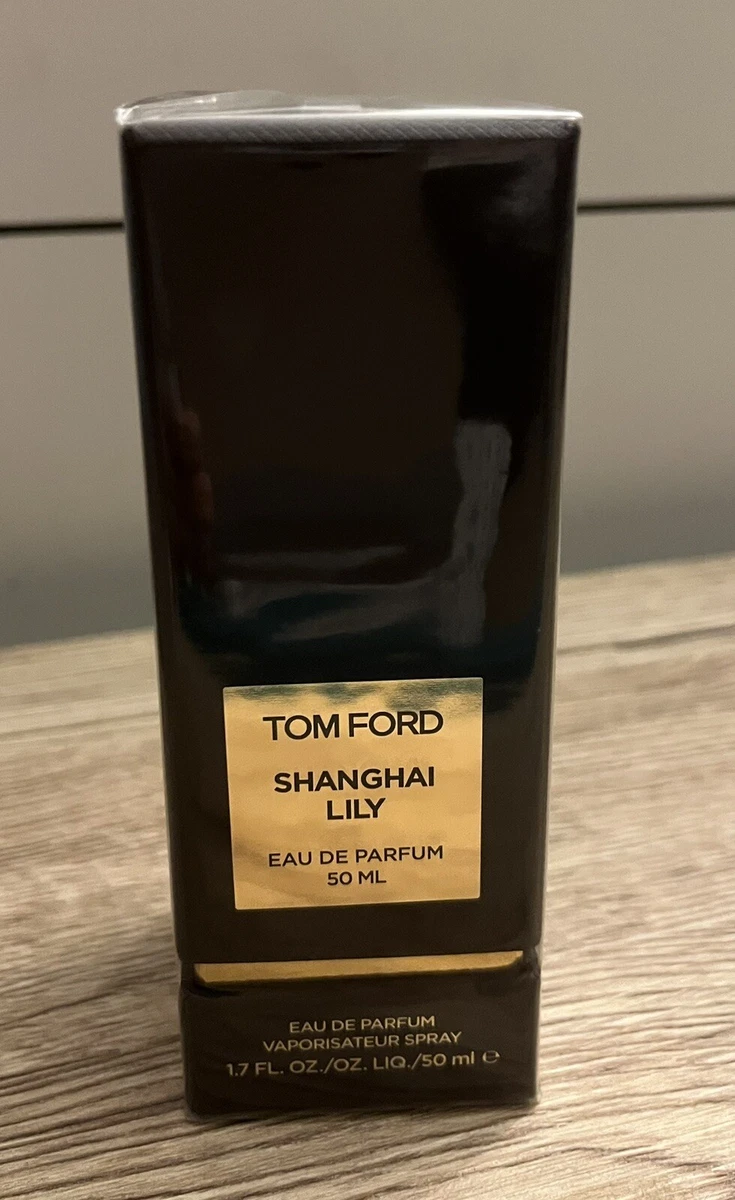 TOM FORD
SHANGHAI
LILY
EAU DE PARFUM
50 ML
EAU DE PARFUM
VAPORISATEUR SPRAY
1.7 FL. OZ./OZ. LIQ./50 ml ℮